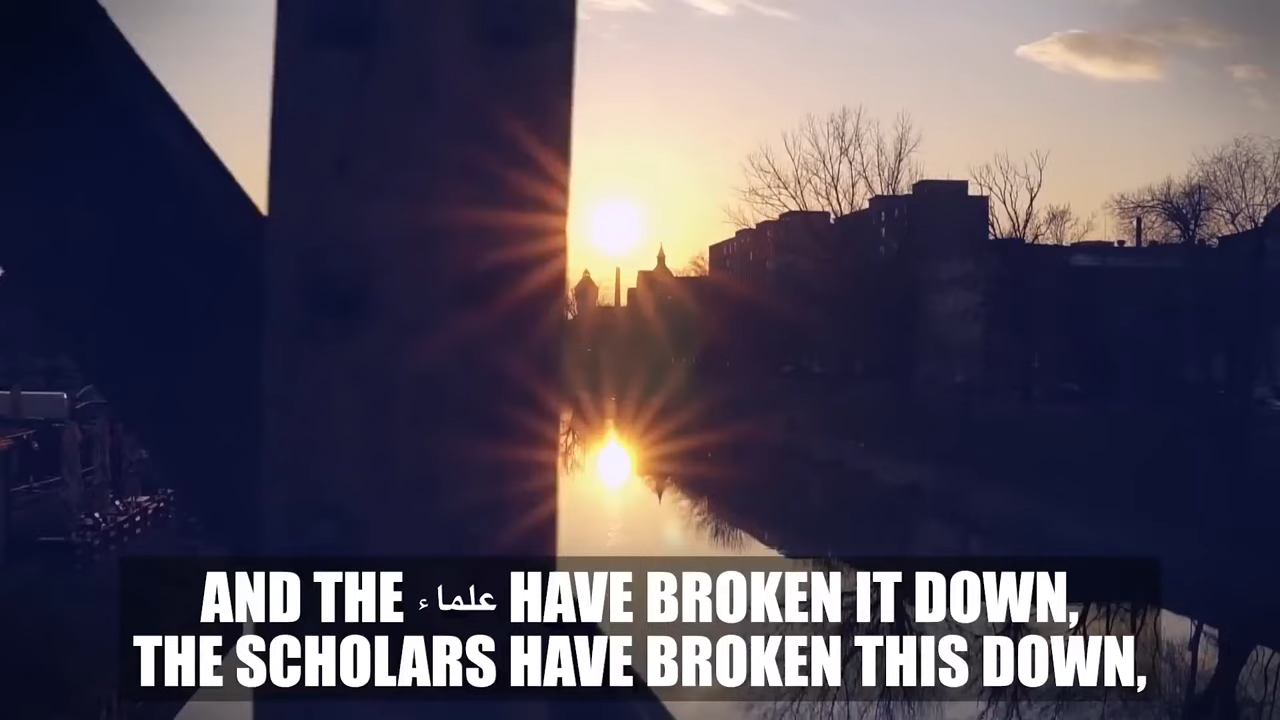 AND THE علماء HAVE BROKEN IT DOWN,
THE SCHOLARS HAVE BROKEN THIS DOWN,